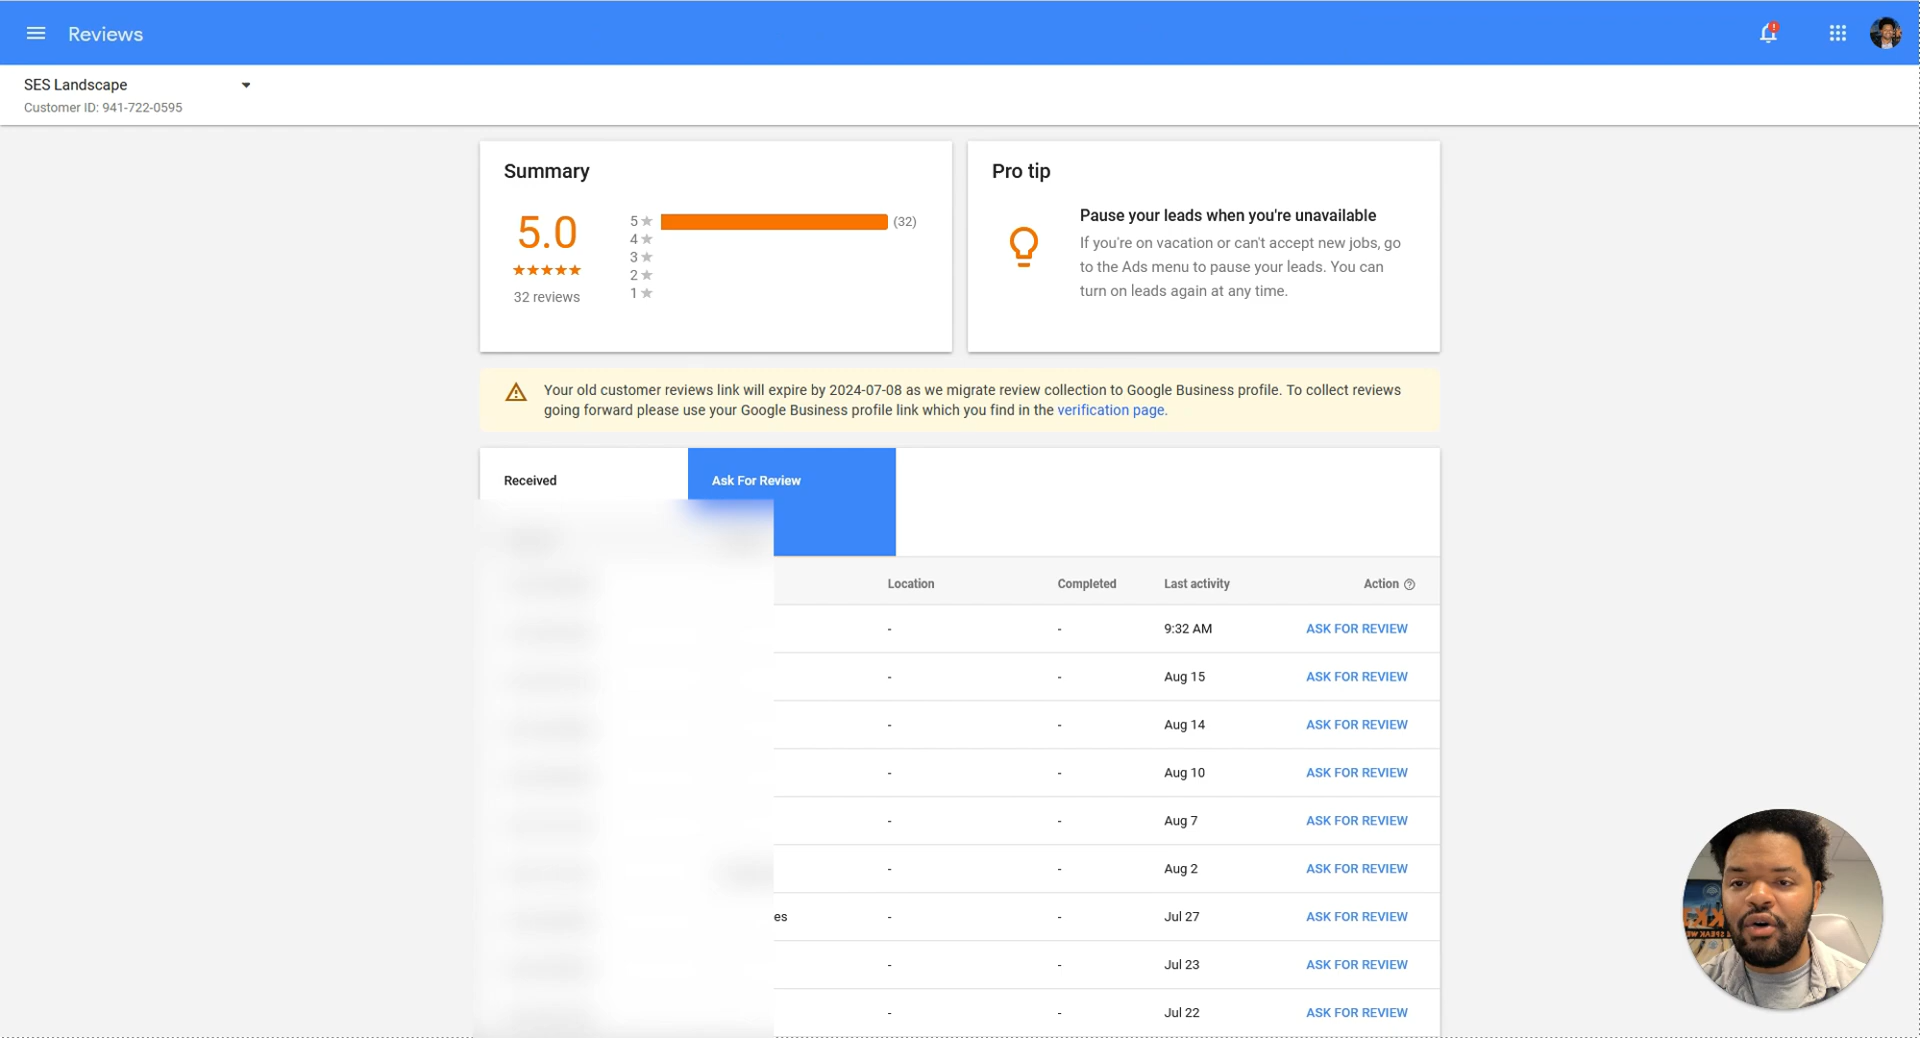 Reviews
SES Landscape
Customer ID: 941-722-0595
Summary
5.0
32 reviews
5 (32)
4
3
2
1
Pro tip
Pause your leads when you're unavailable
If you're on vacation or can't accept new jobs, go
to the Ads menu to pause your leads. You can
turn on leads again at any time.
Your old customer reviews link will expire by 2024-07-08 as we migrate review collection to Google Business profile. To collect reviews
going forward please use your Google Business profile link which you find in the verification page.
Received Ask For Review
Location Completed Last activity Action
- - 9:32 AM ASK FOR REVIEW
- - Aug 15 ASK FOR REVIEW
- - Aug 14 ASK FOR REVIEW
- - Aug 10 ASK FOR REVIEW
- - Aug 7 ASK FOR REVIEW
- - Aug 2 ASK FOR REVIEW
es - - Jul 27 ASK FOR REVIEW
- - Jul 23 ASK FOR REVIEW
- - Jul 22 ASK FOR REVIEW